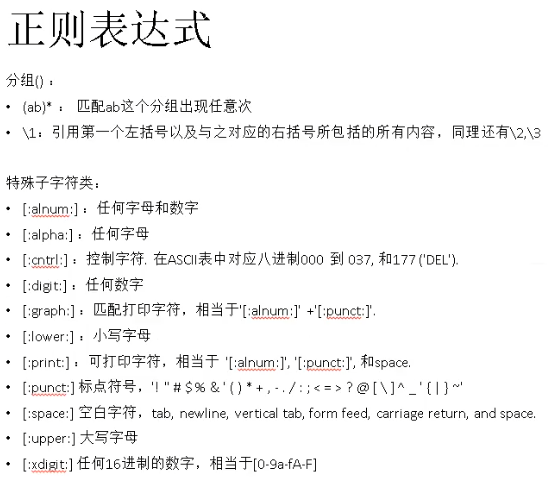 正则表达式
分组()：
• (ab)*： 匹配ab这个分组出现任意次
• \1：引用第一个左括号以及与之对应的右括号所包括的所有内容，同理还有\2,\3
特殊子字符类：
• [:alnum:]：任何字母和数字
• [:alpha:]：任何字母
• [:cntrl:]：控制字符. 在ASCII表中对应八进制000 到 037, 和177 ('DEL').
• [:digit:]：任何数字
• [:graph:]：匹配打印字符，相当于'[:alnum:]' +'[:punct:]'.
• [:lower:]：小写字母
• [:print:]：可打印字符，相当于 '[:alnum:]', '[:punct:]', 和space.
• [:punct:] 标点符号，'! " # $ % & ' ( ) * + , - . / : ; < = > ? @ [ \ ] ^ _ ' { | } ~'
• [:space:] 空白字符，tab, newline, vertical tab, form feed, carriage return, and space.
• [:upper:] 大写字母
• [:xdigit:] 任何16进制的数字，相当于[0-9a-fA-F]